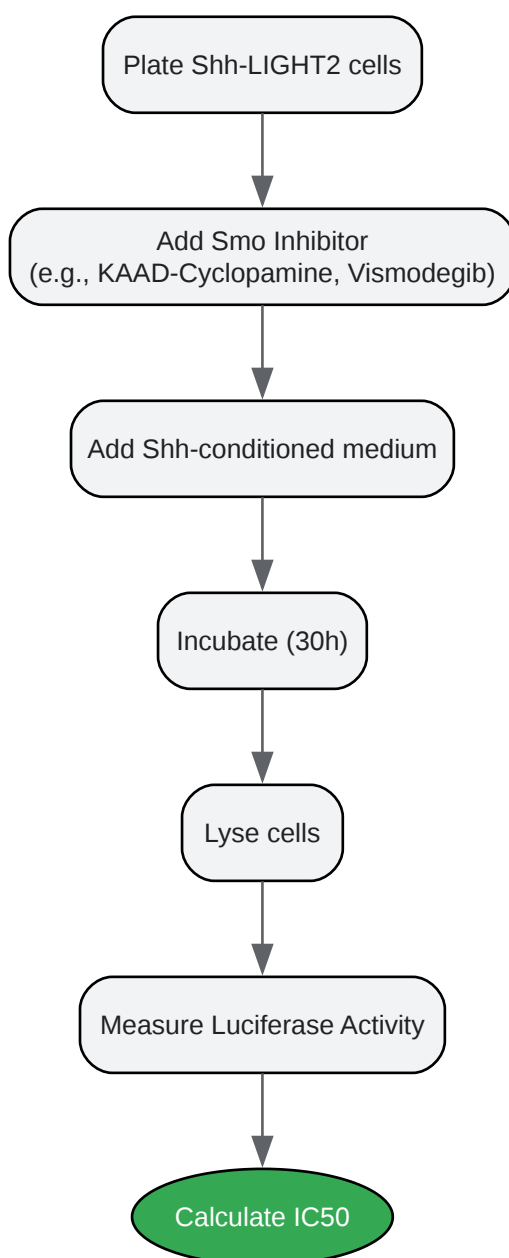 Plate Shh-LIGHT2 cells
Add Smo Inhibitor
(e.g., KAAD-Cyclopamine, Vismodegib)
Add Shh-conditioned medium
Incubate (30h)
Lyse cells
Measure Luciferase Activity
Calculate IC50